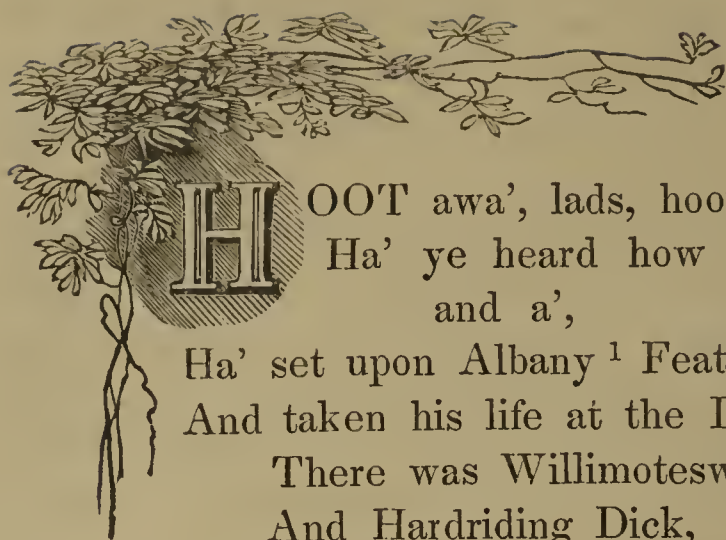 HOOT awa', lads, hoo
Ha' ye heard how
and a',
Ha' set upon Albany 1 Feat
And taken his life at the D
There was Willimotesw
And Hardriding Dick,